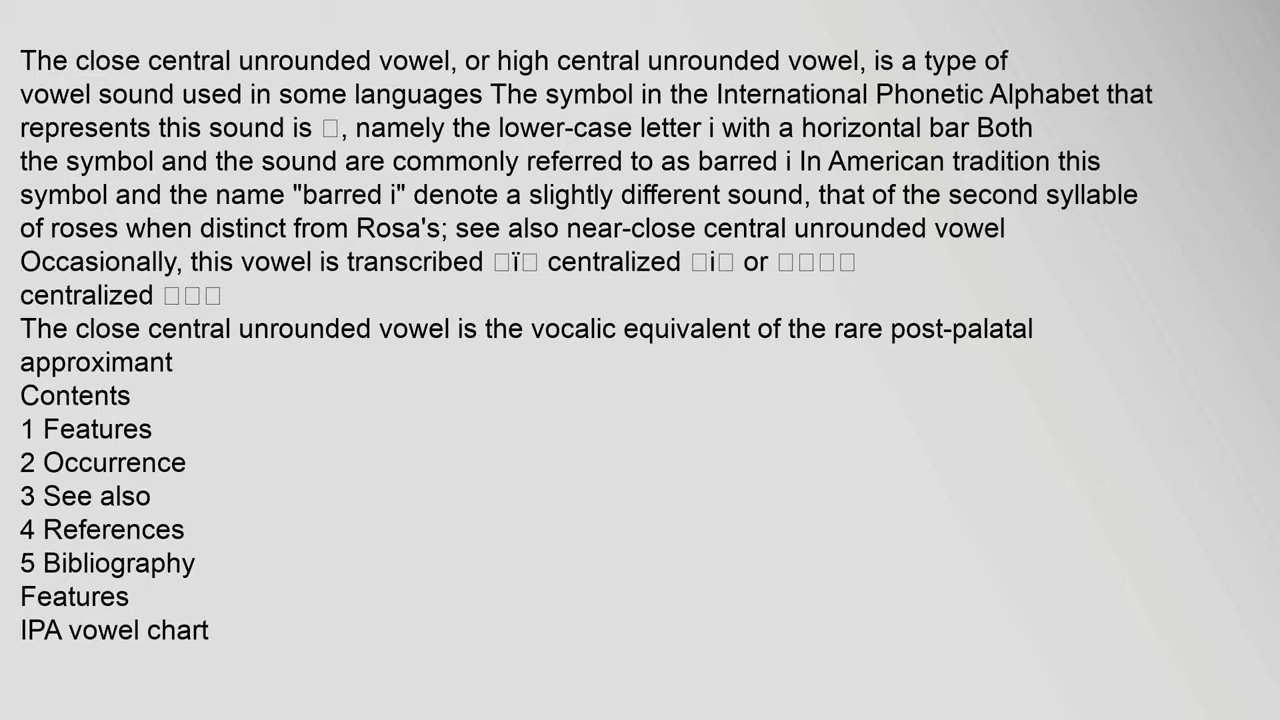 The close central unrounded vowel, or high central unrounded vowel, is a type of
vowel sound used in some languages The symbol in the International Phonetic Alphabet that
represents this sound is □, namely the lower-case letter i with a horizontal bar Both
the symbol and the sound are commonly referred to as barred i In American tradition this
symbol and the name "barred i" denote a slightly different sound, that of the second syllable
of roses when distinct from Rosa's; see also near-close central unrounded vowel
Occasionally, this vowel is transcribed □ï□ centralized □i□ or □□□□
centralized □□□
The close central unrounded vowel is the vocalic equivalent of the rare post-palatal
approximant
Contents
1 Features
2 Occurrence
3 See also
4 References
5 Bibliography
Features
IPA vowel chart